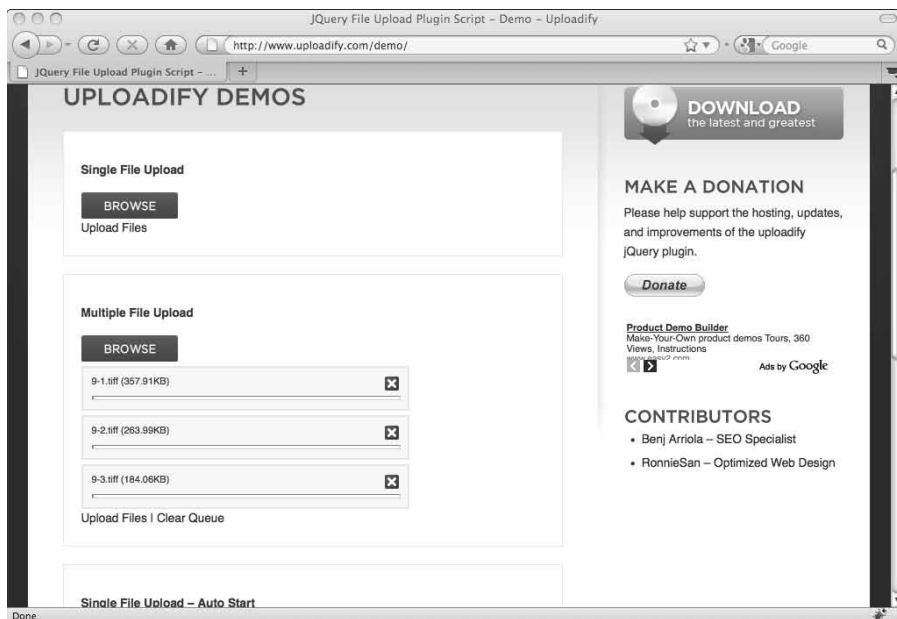 JQuery File Upload Plugin Script – Demo – Uploadify
http://www.uploadify.com/demo/
Google
JQuery File Upload Plugin Script – ...
+
UPLOADIFY DEMOS
Single File Upload
BROWSE
Upload Files
Multiple File Upload
BROWSE
9-1.tiff (357.91KB)
9-2.tiff (263.99KB)
9-3.tiff (184.06KB)
Upload Files | Clear Queue
Single File Upload – Auto Start
DOWNLOAD
the latest and greatest
MAKE A DONATION
Please help support the hosting, updates,
and improvements of the uploadify
jQuery plugin.
Donate
Product Demo Builder
Make-Your-Own product demos Tours, 360
Views, Instructions
www.easy2.com
Ads by Google
CONTRIBUTORS
• Benj Arriola – SEO Specialist
• RonnieSan – Optimized Web Design
Done